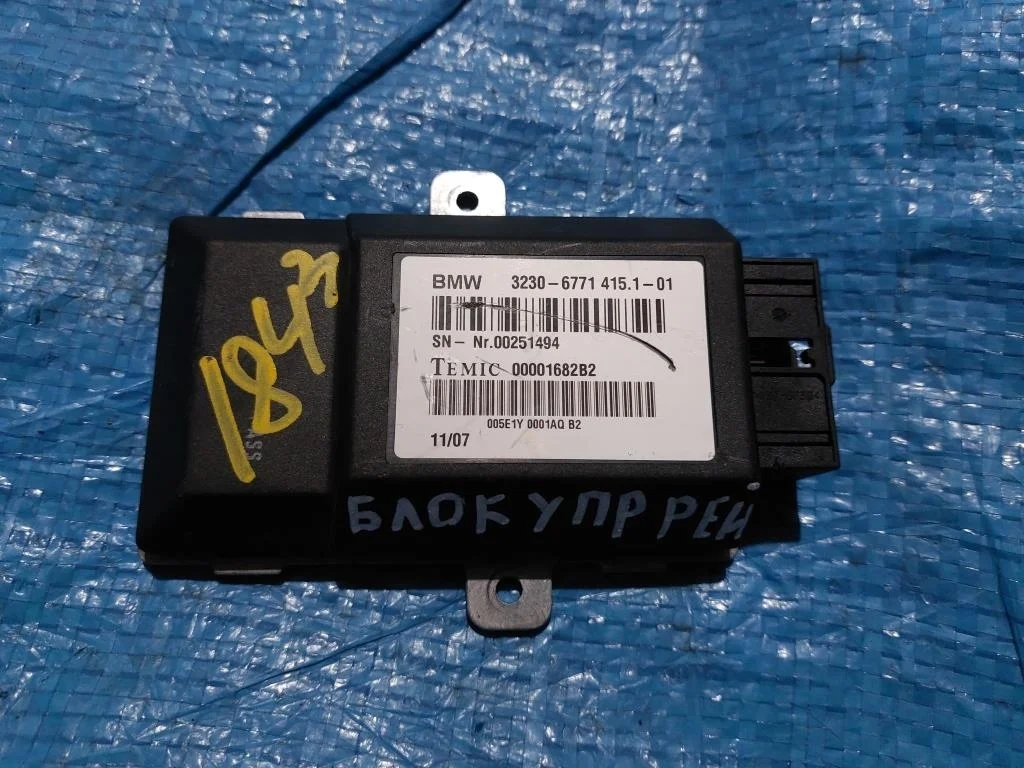 BMW 3230-6771 415.1-01
SN- Nr.00251494
TEMIC 00001682B2
005E1Y 0001AQ B2
11/07
БЛОК УПР РЕЙ